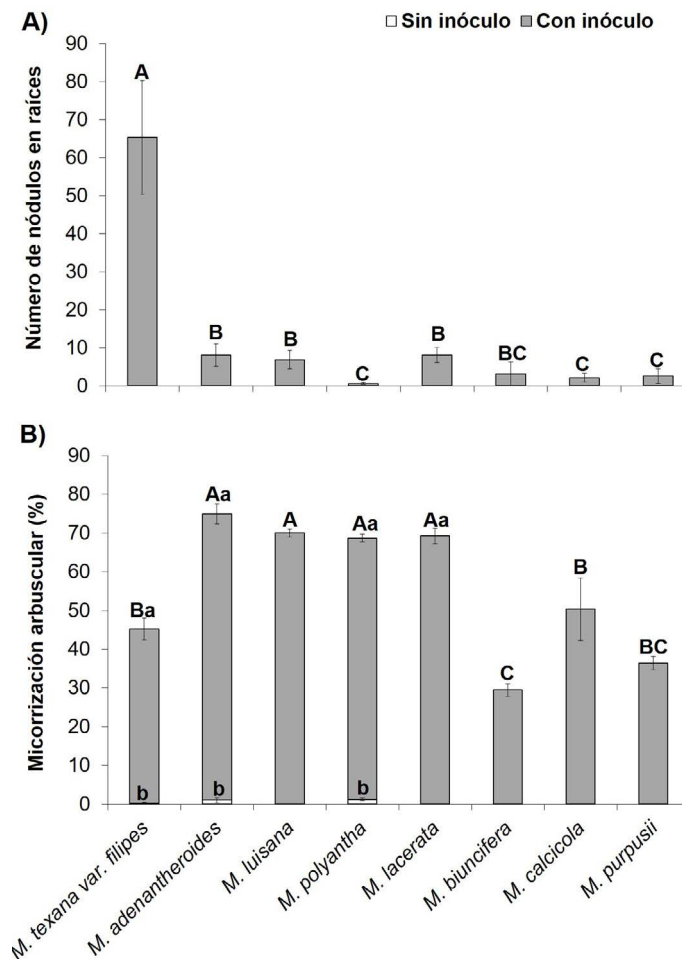 A)
Sin inóculo Con inóculo
Número de nódulos en raíces
90
80
70
60
50
40
30
20
10
0
A
B
B
C
B
BC
C
C
B)
Micorrización arbuscular (%)
90
80
70
60
50
40
30
20
10
0
Ba
Aa
A
Aa
Aa
C
B
BC
b
b
b
M. texana var. filipes
M. adenantheroides
M. luisana
M. polyantha
M. lacerata
M. biuncifera
M. calcicola
M. purpusii